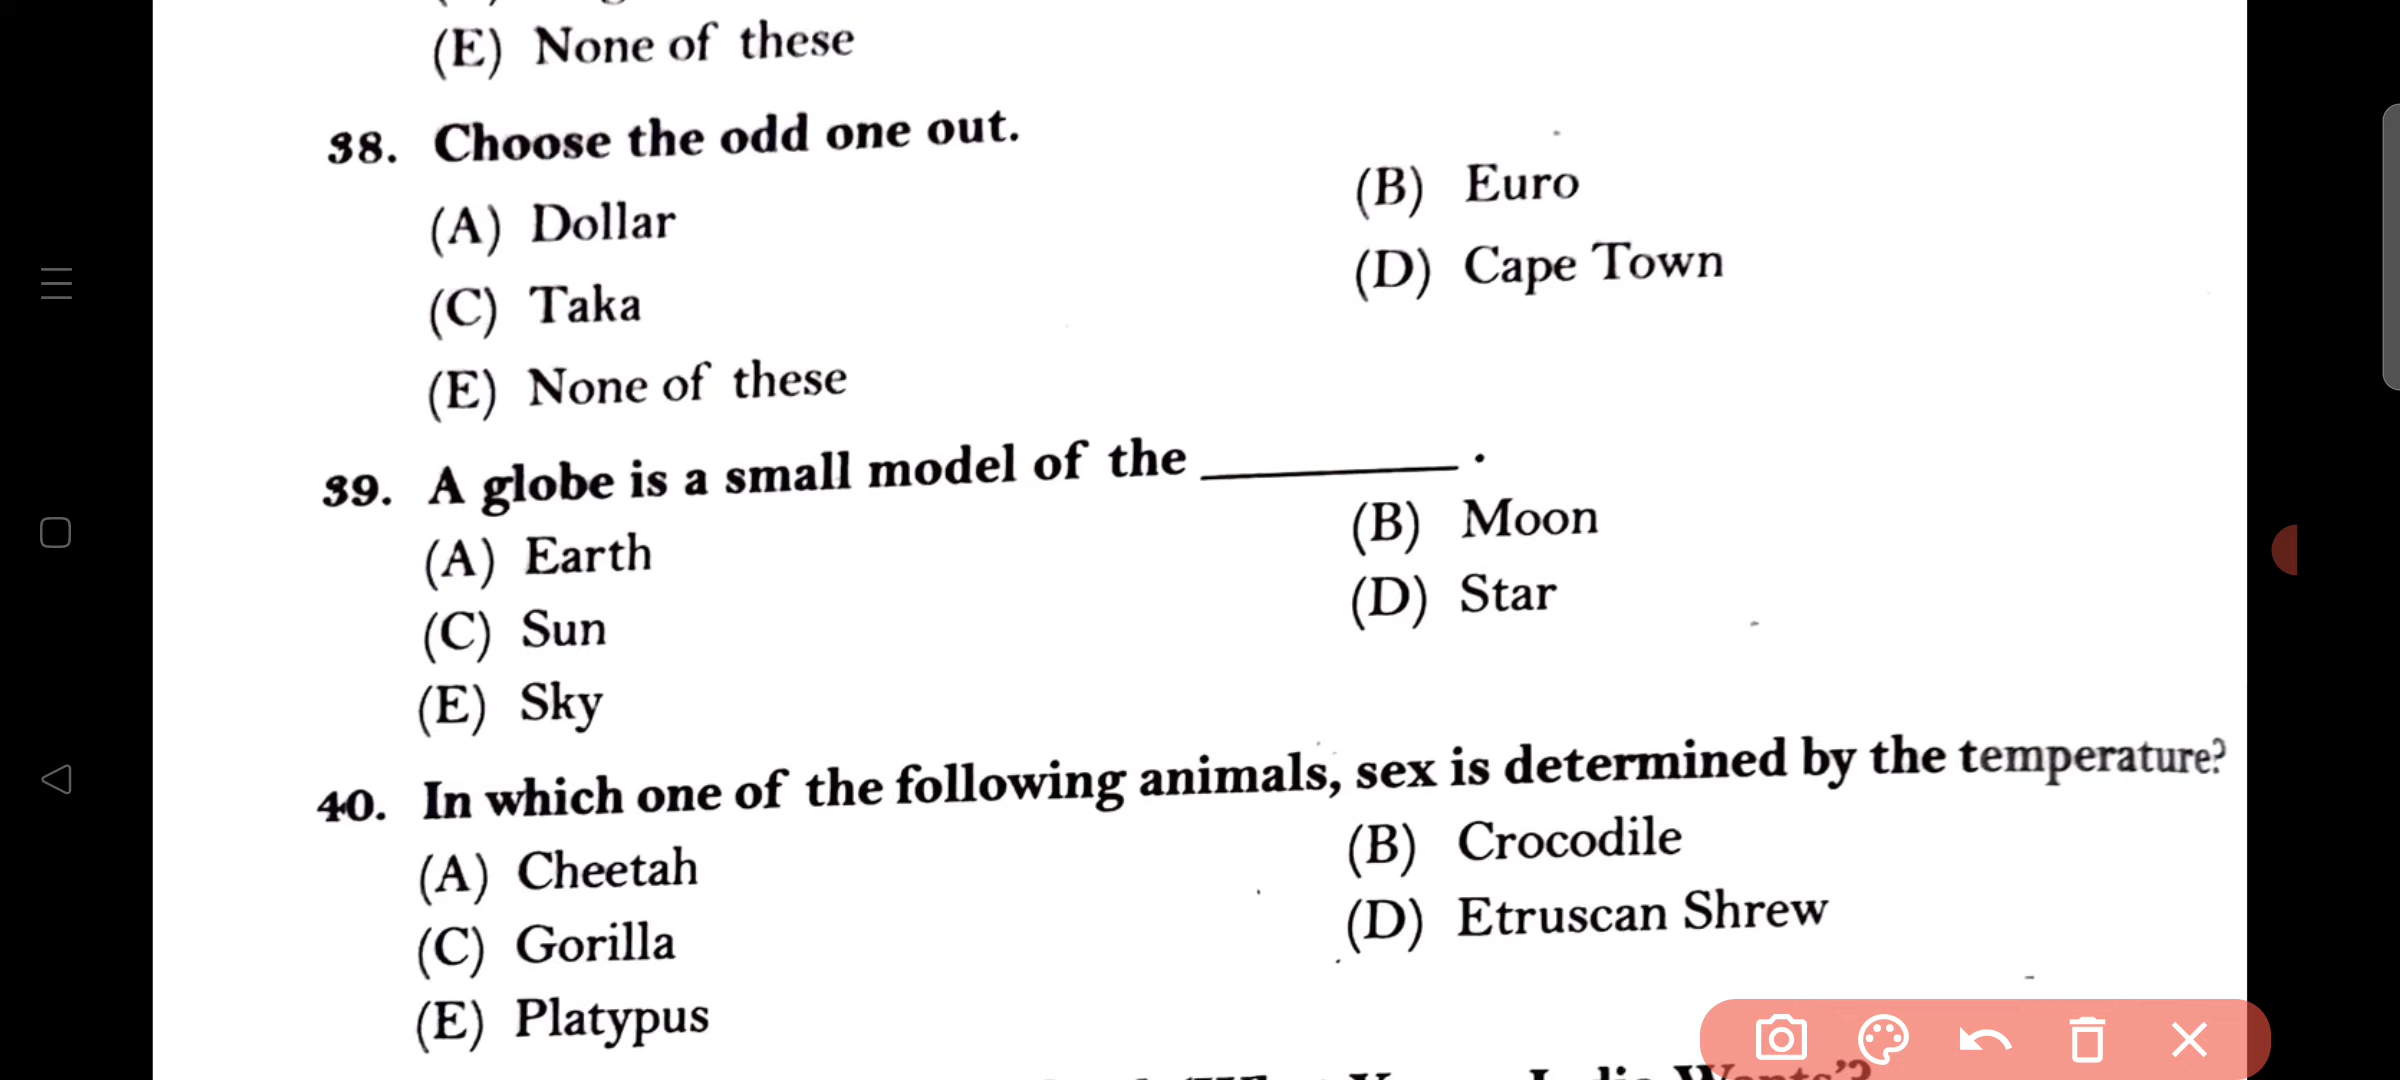 (E) None of these
38. Choose the odd one out.
(A) Dollar
(B) Euro
(C) Taka
(D) Cape Town
(E) None of these
39. A globe is a small model of the __________ .
(A) Earth
(B) Moon
(C) Sun
(D) Star
(E) Sky
40. In which one of the following animals, sex is determined by the temperature?
(A) Cheetah
(B) Crocodile
(C) Gorilla
(D) Etruscan Shrew
(E) Platypus